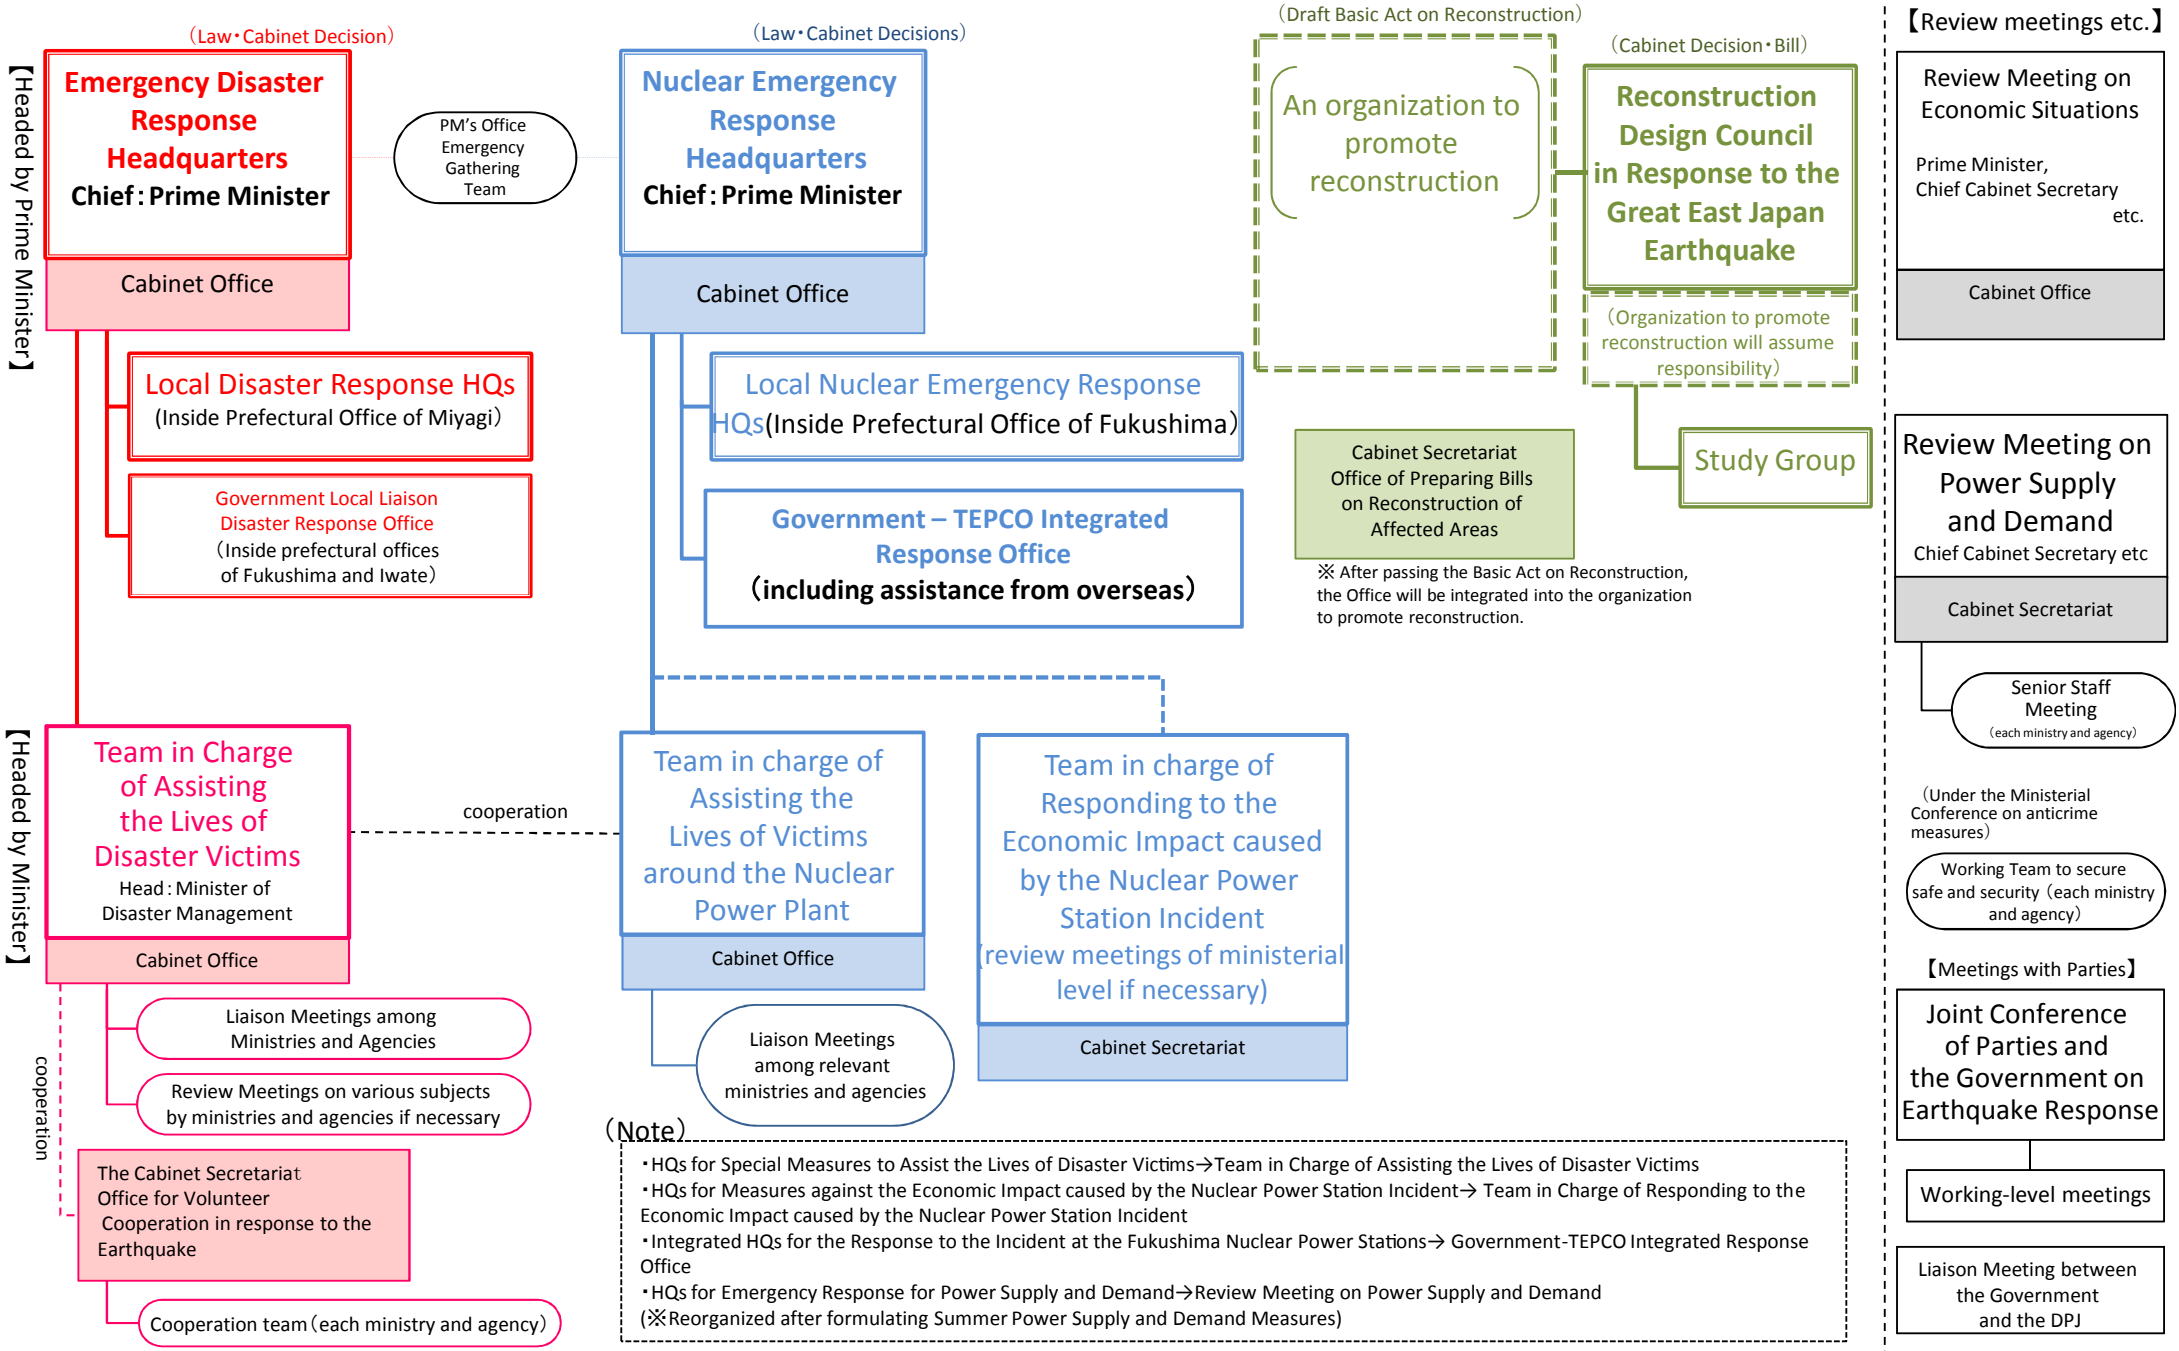 【Headed by Prime Minister】
（Law・Cabinet Decision）
Emergency Disaster
Response
Headquarters
Chief：Prime Minister
Cabinet Office
PM's Office
Emergency
Gathering
Team
（Law・Cabinet Decisions）
Nuclear Emergency
Response
Headquarters
Chief：Prime Minister
Cabinet Office
（Draft Basic Act on Reconstruction）
An organization to
promote
reconstruction
（Cabinet Decision・Bill）
Reconstruction
Design Council
in Response to the
Great East Japan
Earthquake
（Organization to promote
reconstruction will assume
responsibility）
Study Group
Local Disaster Response HQs
(Inside Prefectural Office of Miyagi）
Government Local Liaison
Disaster Response Office
（Inside prefectural offices
of Fukushima and Iwate）
Local Nuclear Emergency Response
HQs(Inside Prefectural Office of Fukushima）
Government – TEPCO Integrated
Response Office
（including assistance from overseas）
Cabinet Secretariat
Office of Preparing Bills
on Reconstruction of
Affected Areas
※ After passing the Basic Act on Reconstruction,
the Office will be integrated into the organization
to promote reconstruction.
【Headed by Minister】
Team in Charge
of Assisting
the Lives of
Disaster Victims
Head：Minister of
Disaster Management
Cabinet Office
cooperation
Team in charge of
Assisting the
Lives of Victims
around the Nuclear
Power Plant
Cabinet Office
Team in charge of
Responding to the
Economic Impact caused
by the Nuclear Power
Station Incident
(review meetings of ministerial
level if necessary)
Cabinet Secretariat
Liaison Meetings among
Ministries and Agencies
Review Meetings on various subjects
by ministries and agencies if necessary
cooperation
The Cabinet Secretariat
Office for Volunteer
Cooperation in response to the
Earthquake
Cooperation team（each ministry and agency）
Liaison Meetings
among relevant
ministries and agencies
（Note）
・HQs for Special Measures to Assist the Lives of Disaster Victims→Team in Charge of Assisting the Lives of Disaster Victims
・HQs for Measures against the Economic Impact caused by the Nuclear Power Station Incident→ Team in Charge of Responding to the
Economic Impact caused by the Nuclear Power Station Incident
・Integrated HQs for the Response to the Incident at the Fukushima Nuclear Power Stations→ Government-TEPCO Integrated Response
Office
・HQs for Emergency Response for Power Supply and Demand→Review Meeting on Power Supply and Demand
(※Reorganized after formulating Summer Power Supply and Demand Measures)
【Review meetings etc.】
Review Meeting on
Economic Situations
Prime Minister,
Chief Cabinet Secretary
etc.
Cabinet Office
Review Meeting on
Power Supply
and Demand
Chief Cabinet Secretary etc
Cabinet Secretariat
Senior Staff
Meeting
（each ministry and agency）
（Under the Ministerial
Conference on anticrime
measures）
Working Team to secure
safe and security（each ministry
and agency）
【Meetings with Parties】
Joint Conference
of Parties and
the Government on
Earthquake Response
Working-level meetings
Liaison Meeting between
the Government
and the DPJ